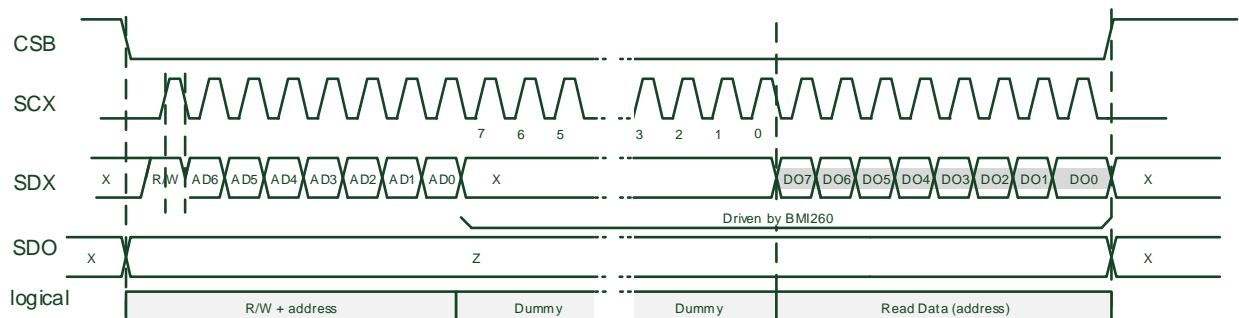 CSB
SCX
7 6 5 3 2 1 0
SDX X R/W AD6 AD5 AD4 AD3 AD2 AD1 AD0 X DO7 DO6 DO5 DO4 DO3 DO2 DO1 DO0 X
Driven by BMI260
SDO X Z X
logical R/W + address Dummy Dummy Read Data (address)